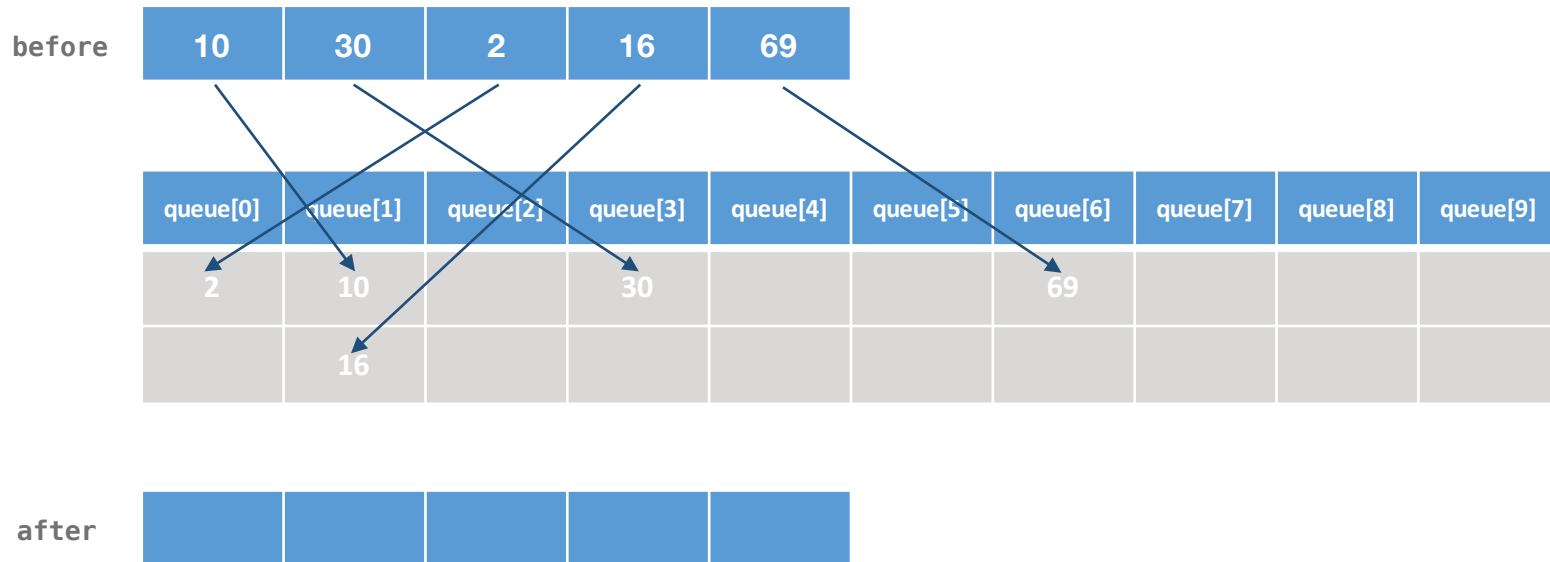 before 10 30 2 16 69
queue[0] queue[1] queue[2] queue[3] queue[4] queue[5] queue[6] queue[7] queue[8] queue[9]
2 10 30 69
16
after